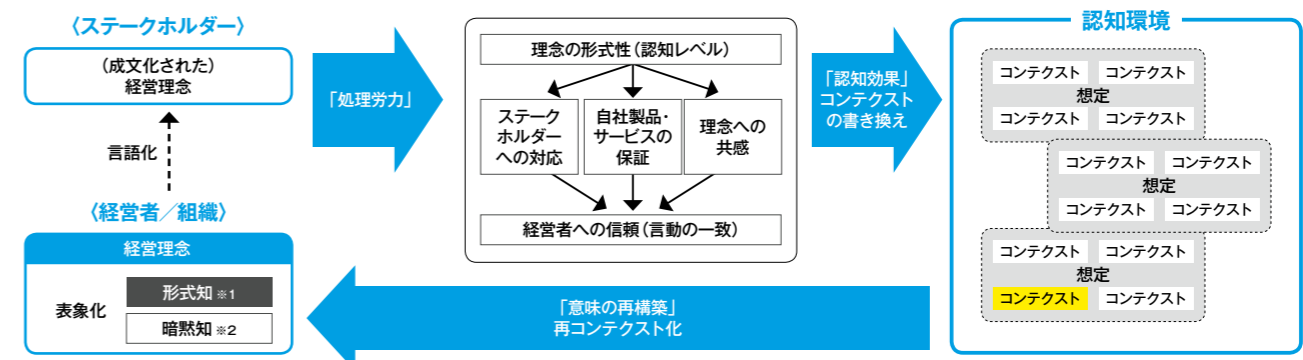 〈ステークホルダー〉
(成文化された)
経営理念
言語化
〈経営者／組織〉
経営理念
表象化
形式知 ※1
暗黙知 ※2
「処理労力」
理念の形式性(認知レベル)
ステーク
ホルダー
への対応
自社製品・
サービスの
保証
理念への
共感
経営者への信頼(言動の一致)
「認知効果」
コンテクスト
の書き換え
「意味の再構築」
再コンテクスト化
認知環境
コンテクスト コンテクスト
想定
コンテクスト コンテクスト
コンテクスト コンテクスト
想定
コンテクスト コンテクスト
コンテクスト コンテクスト
想定
コンテクスト コンテクスト